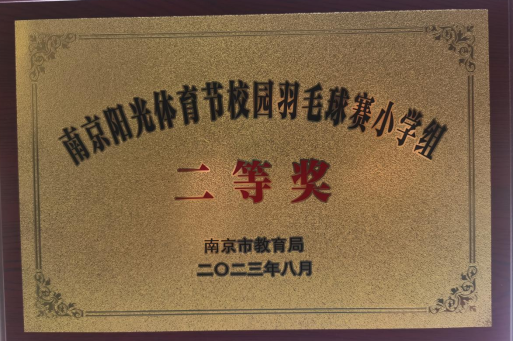 南京阳光体育节校园羽毛球赛小学组
二等奖
南京市教育局
二〇二三年八月